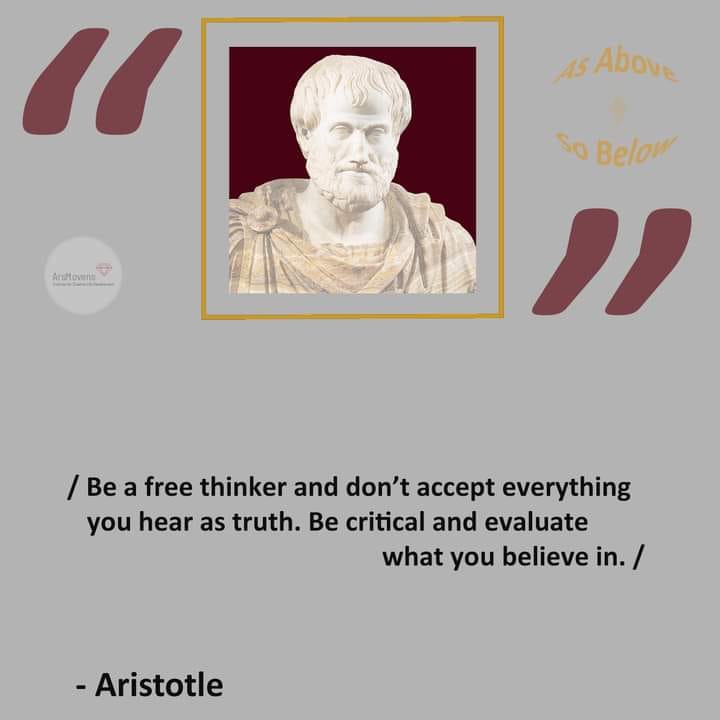 As Above
So Below
ArsMovens
/ Be a free thinker and don’t accept everything
you hear as truth. Be critical and evaluate
what you believe in. /
- Aristotle